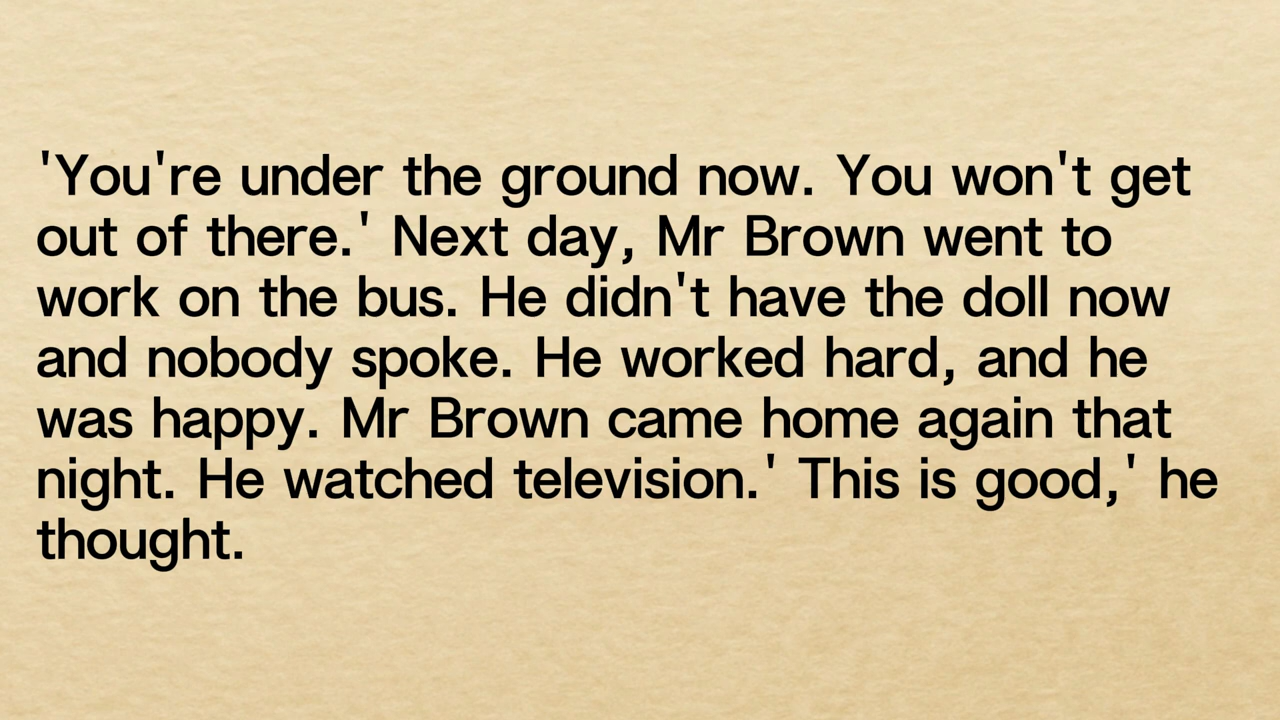 'You're under the ground now. You won't get
out of there.' Next day, Mr Brown went to
work on the bus. He didn't have the doll now
and nobody spoke. He worked hard, and he
was happy. Mr Brown came home again that
night. He watched television.' This is good,' he
thought.